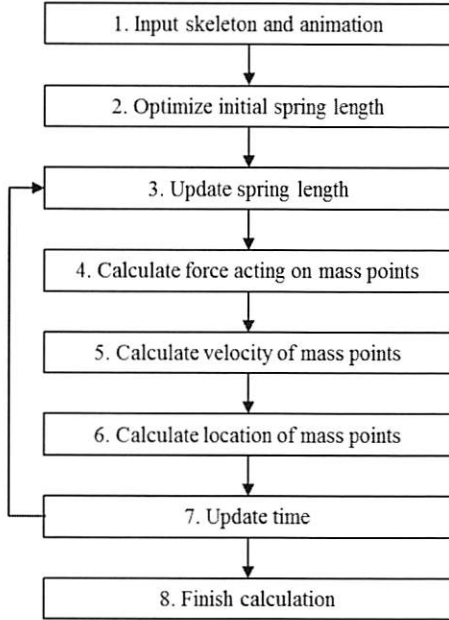 1. Input skeleton and animation
2. Optimize initial spring length
3. Update spring length
4. Calculate force acting on mass points
5. Calculate velocity of mass points
6. Calculate location of mass points
7. Update time
8. Finish calculation